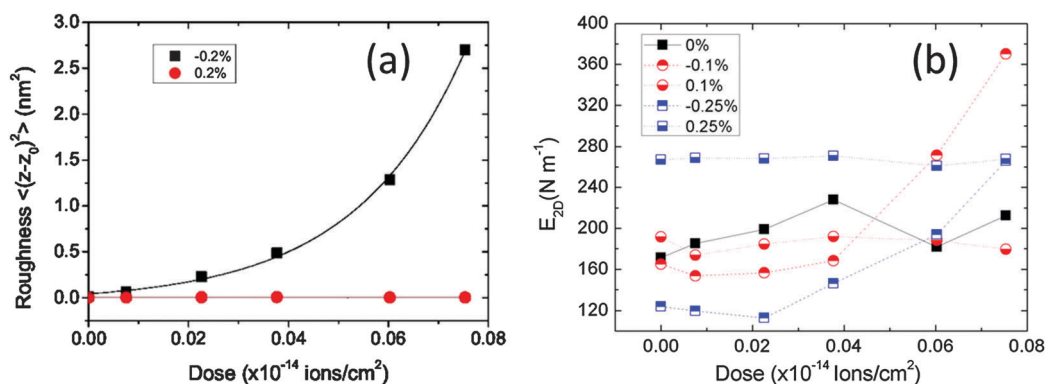 (a)
-0.2%
0.2%
Roughness <(z-z₀)²> (nm²)
3.0
2.5
2.0
1.5
1.0
0.5
0.0
0.00 0.02 0.04 0.06 0.08
Dose (x10⁻¹⁴ ions/cm²)
(b)
0%
-0.1%
0.1%
-0.25%
0.25%
E₂D(N m⁻¹)
400
360
320
280
240
200
160
120
0.00 0.02 0.04 0.06 0.08
Dose (x10⁻¹⁴ Ions/cm²)